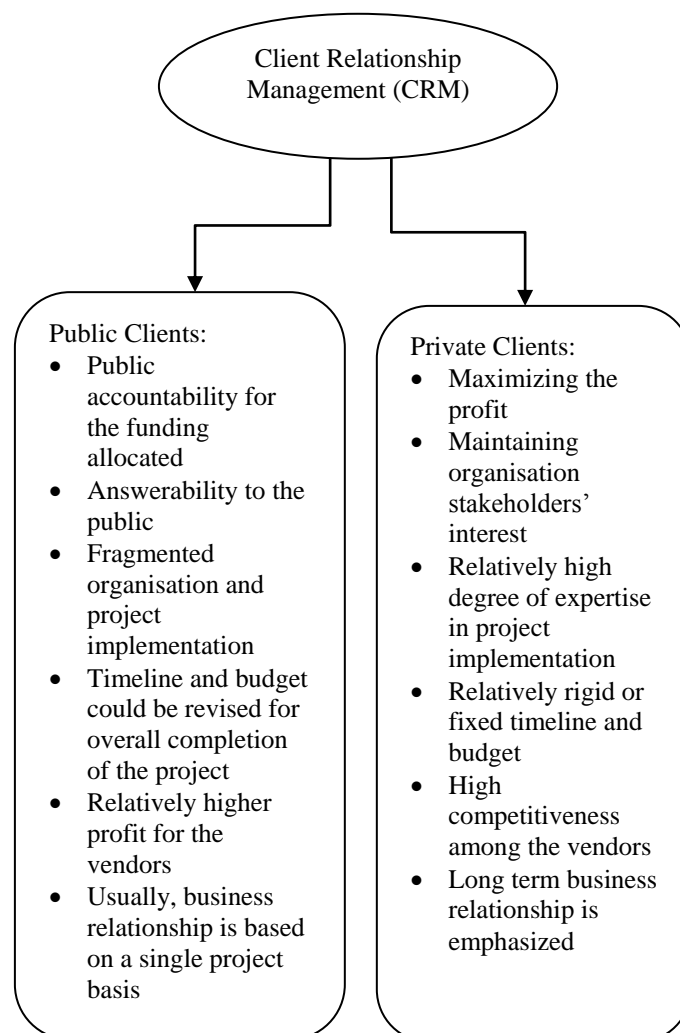 Client Relationship
Management (CRM)
Public Clients:
• Public
accountability for
the funding
allocated
• Answerability to the
public
• Fragmented
organisation and
project
implementation
• Timeline and budget
could be revised for
overall completion
of the project
• Relatively higher
profit for the
vendors
• Usually, business
relationship is based
on a single project
basis
Private Clients:
• Maximizing the
profit
• Maintaining
organisation
stakeholders’
interest
• Relatively high
degree of expertise
in project
implementation
• Relatively rigid or
fixed timeline and
budget
• High
competitiveness
among the vendors
• Long term business
relationship is
emphasized